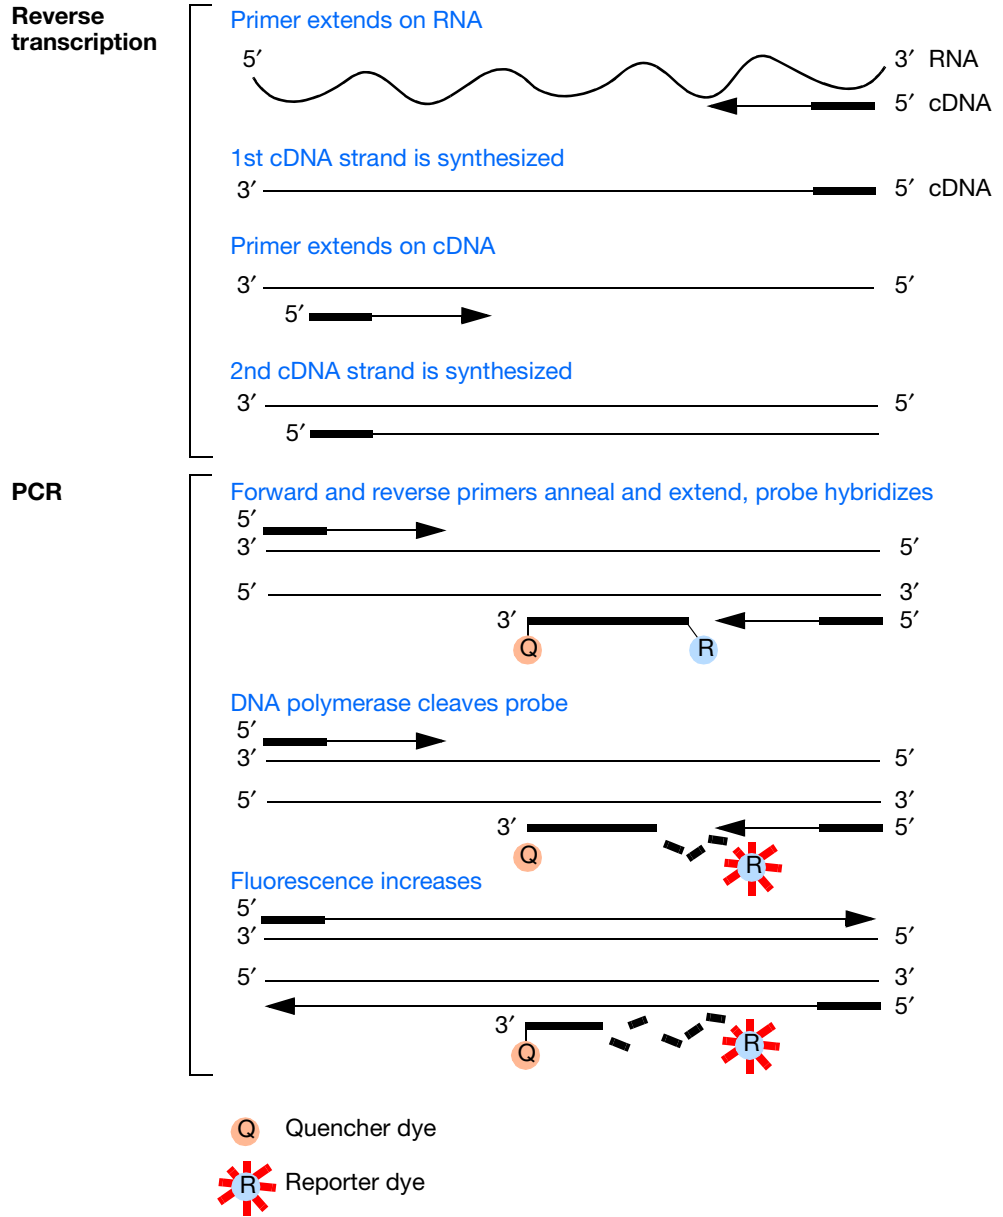 Reverse
transcription
Primer extends on RNA
5′ 3′ RNA
5′ cDNA
1st cDNA strand is synthesized
3′ 5′ cDNA
Primer extends on cDNA
3′ 5′
5′
2nd cDNA strand is synthesized
3′ 5′
5′
PCR
Forward and reverse primers anneal and extend, probe hybridizes
5′
3′ 5′
5′ 3′
3′ 5′
Q R
DNA polymerase cleaves probe
5′
3′ 5′
5′ 3′
3′ 5′
Q R
Fluorescence increases
5′
3′ 5′
5′ 3′
5′
3′
Q R
Q Quencher dye
R Reporter dye